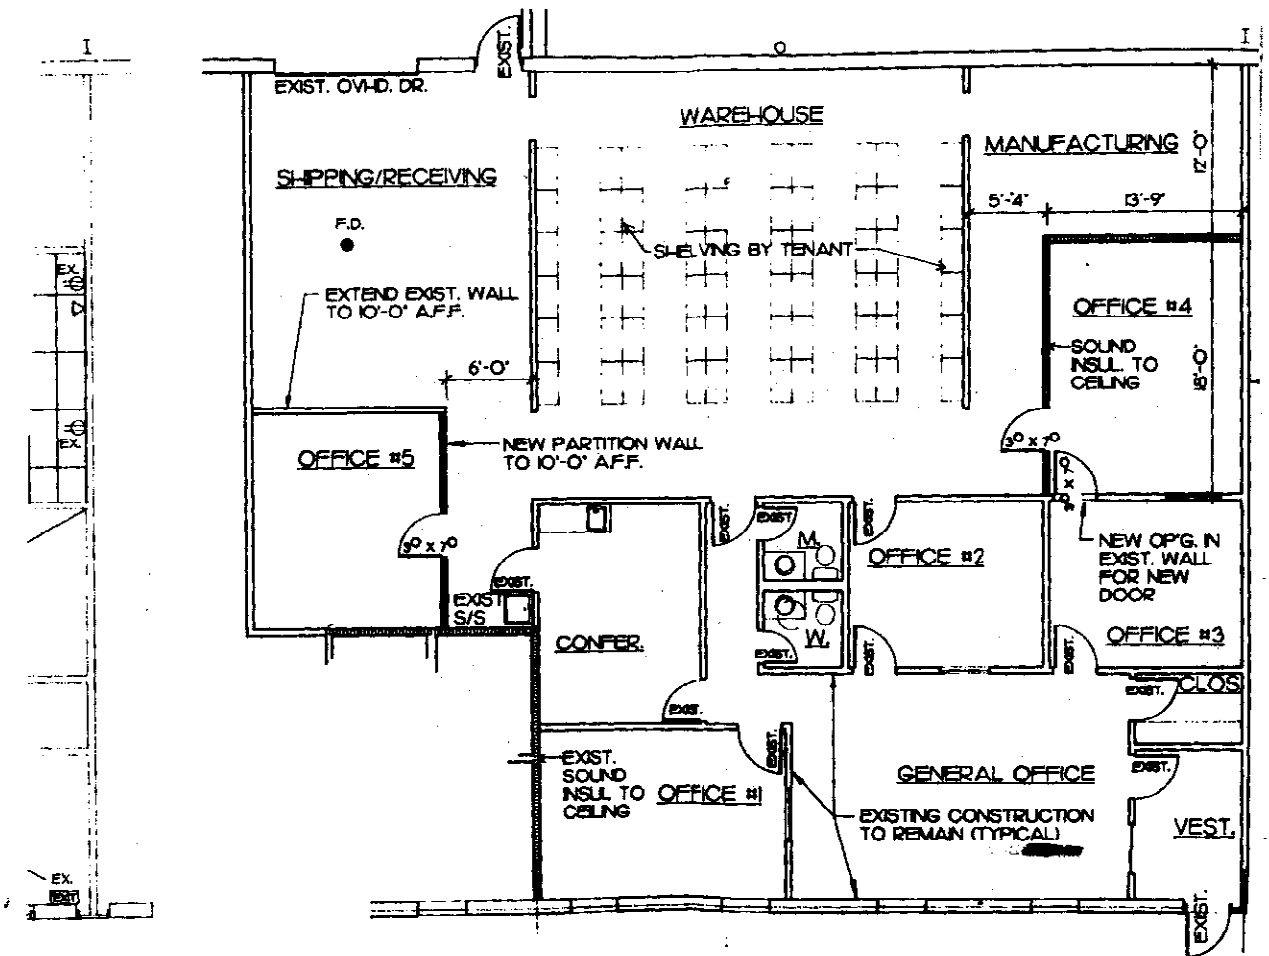 I
I
O
EXIST.
EXIST. OVHD. DR.
WAREHOUSE
MANUFACTURING
12'-0"
SHIPPING/RECEIVING
5'-4"
13'-9"
F.D.
SHELVING BY TENANT
EX.
EXTEND EXIST. WALL
TO 10'-0" A.F.F.
OFFICE #4
SOUND
INSUL. TO
CEILING
18'-0"
6'-0"
EX.
3⁰ x 7⁰
NEW PARTITION WALL
TO 10'-0" A.F.F.
OFFICE #5
3⁰ x 7⁰
EXIST.
EXIST.
EXIST.
M.
NEW OP'G. IN
EXIST. WALL
FOR NEW
DOOR
3⁰ x 7⁰
OFFICE #2
EXIST.
EXIST
S/S
CONFER.
W.
OFFICE #3
EXIST.
EXIST.
EXIST.
CLOS
EXIST.
EXIST.
EXIST.
EXIST.
SOUND
INSUL TO
CEILING
OFFICE #1
GENERAL OFFICE
EXIST.
EXISTING CONSTRUCTION
TO REMAIN (TYPICAL)
VEST.
EX.
EXIT
EXIST.